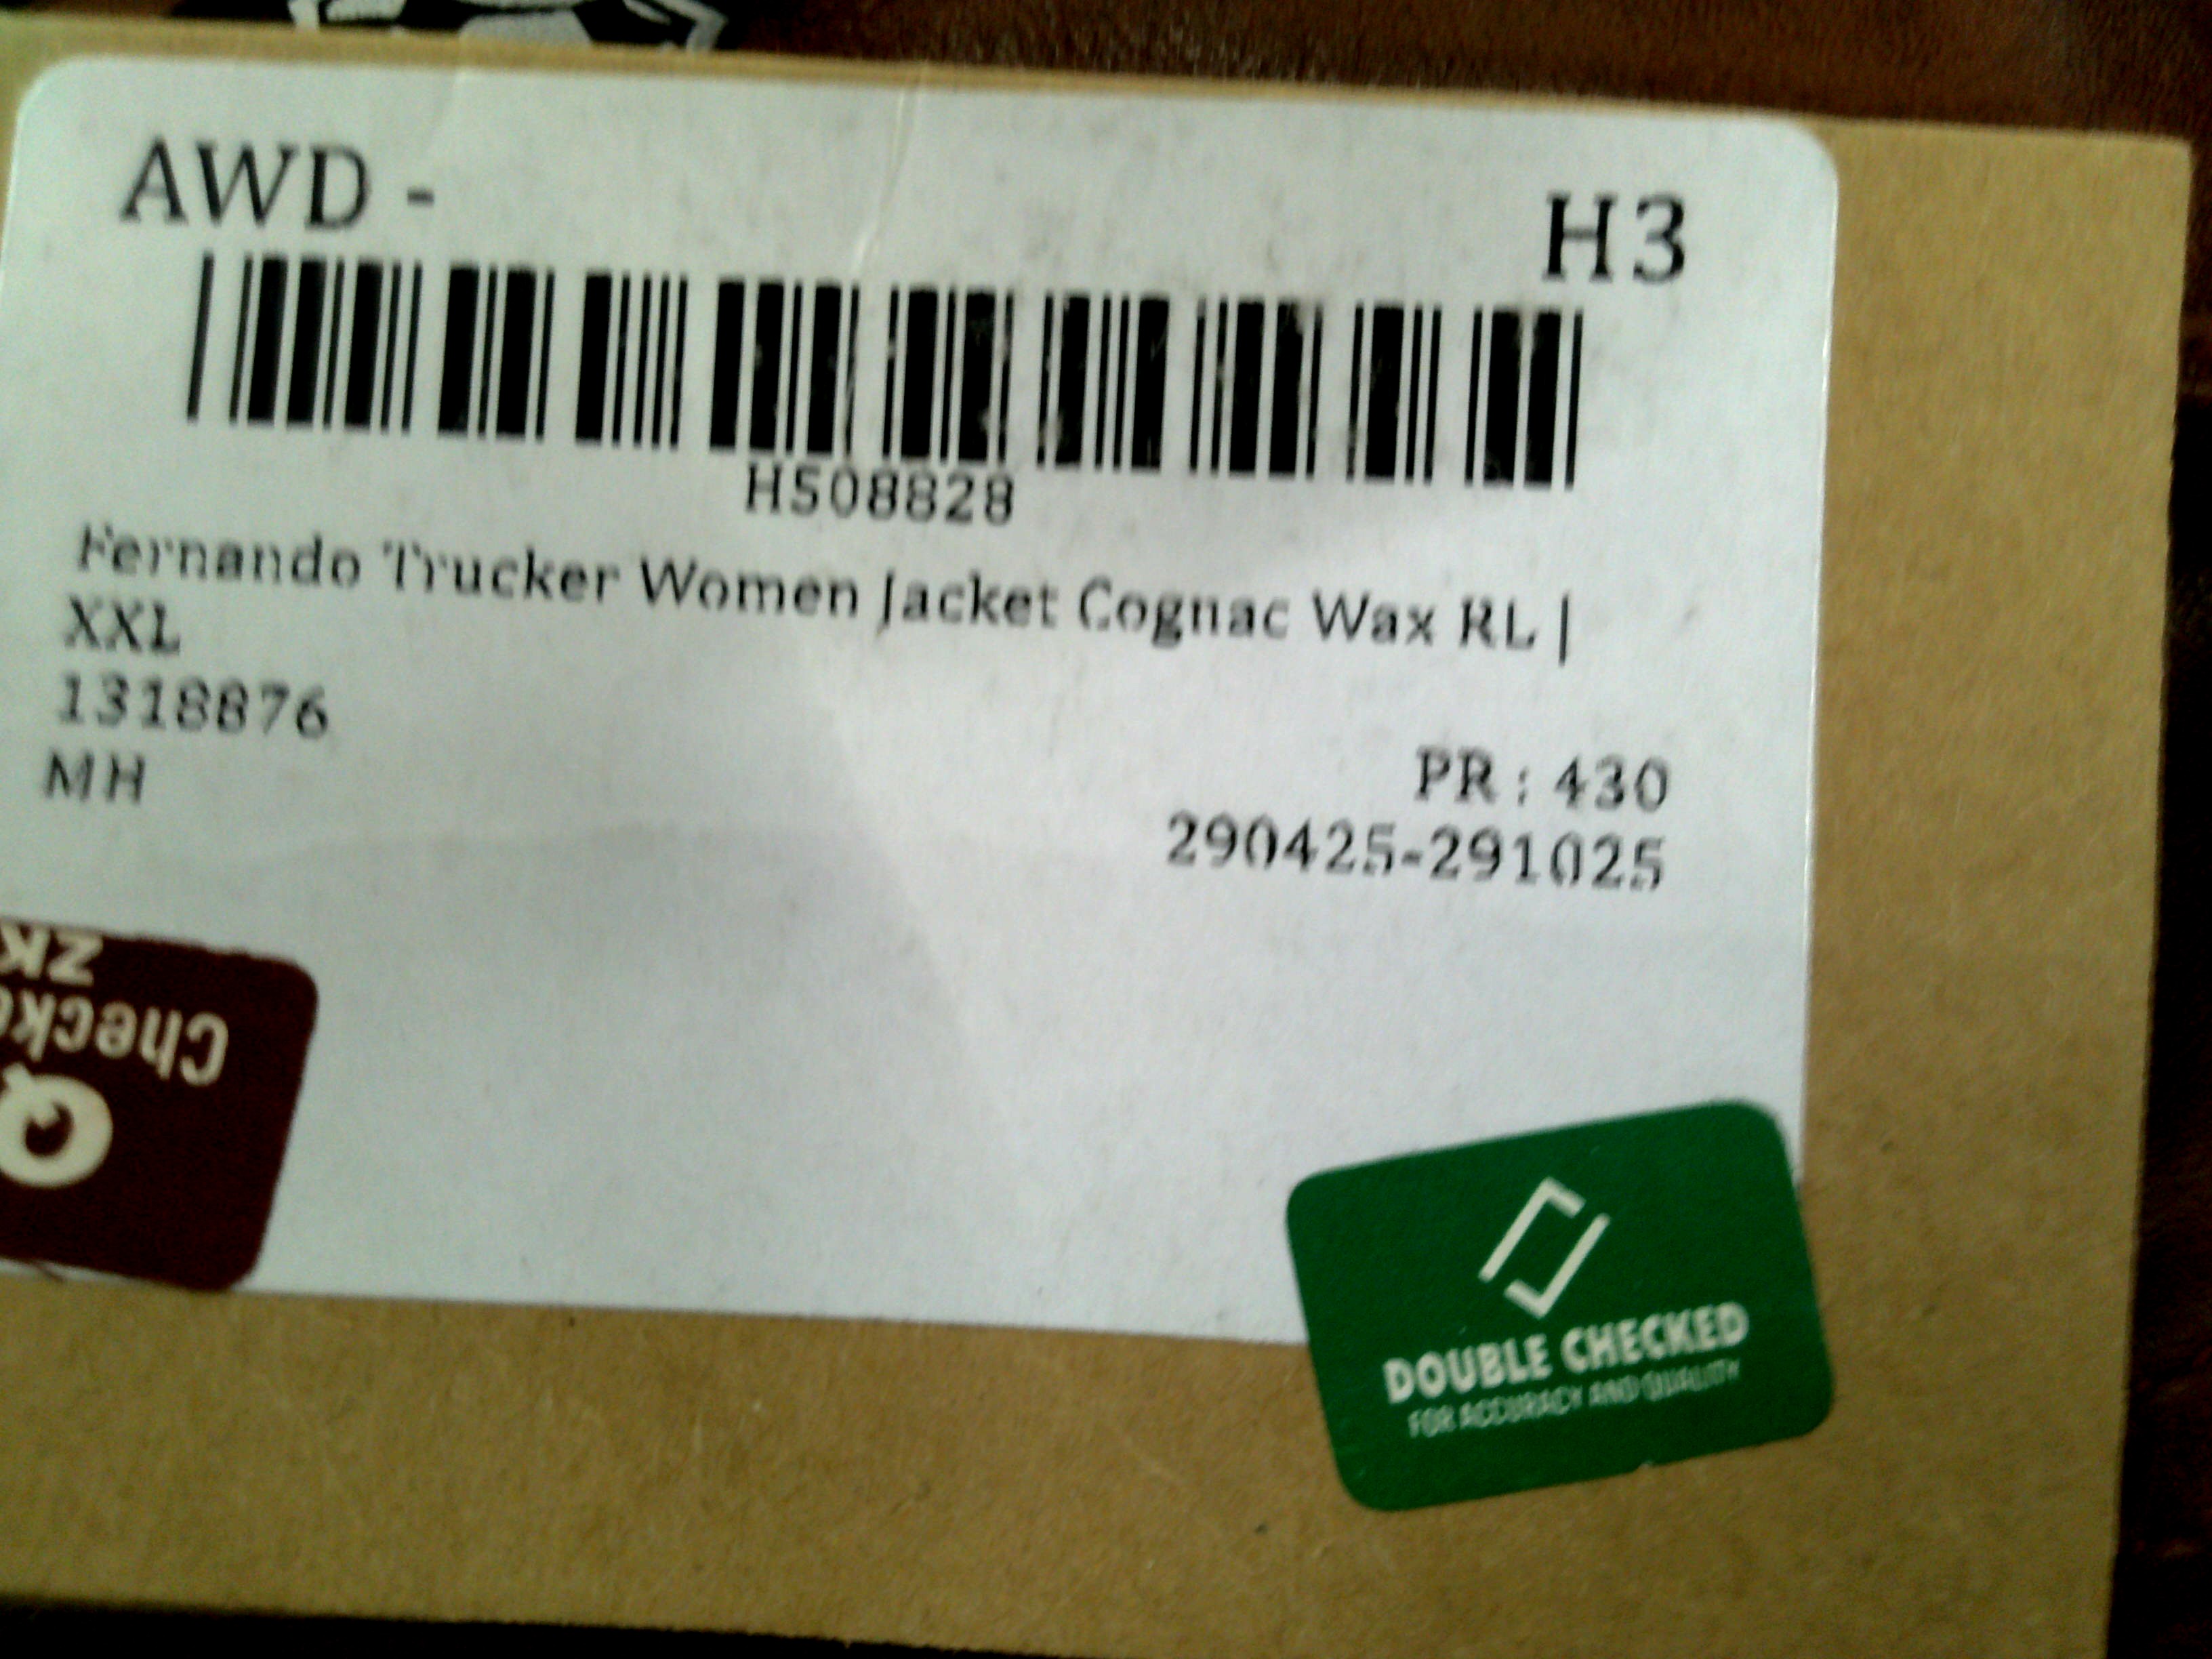 AWD - H3
H508828
Fernando Trucker Women Jacket Cognac Wax RL |
XXL
1318876
MH
PR : 430
290425-291025
ZK
Q
DOUBLE CHECKED
FOR ACCURACY AND QUALITY